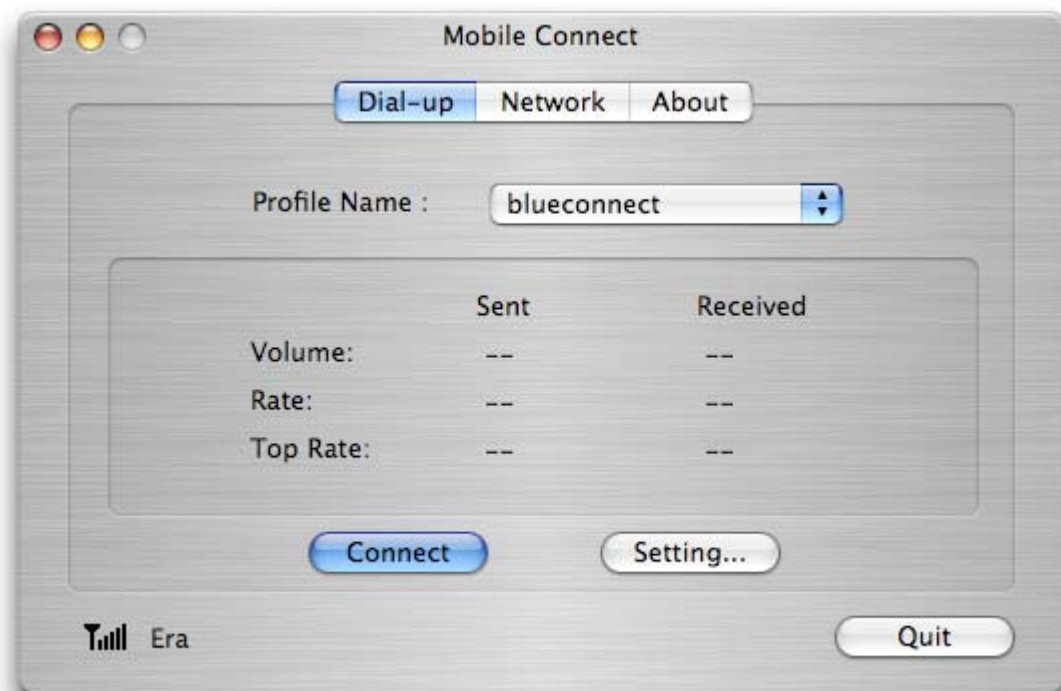 Mobile Connect
Dial-up Network About
Profile Name : blueconnect
Sent Received
Volume: -- --
Rate: -- --
Top Rate: -- --
Connect Setting...
Era Quit